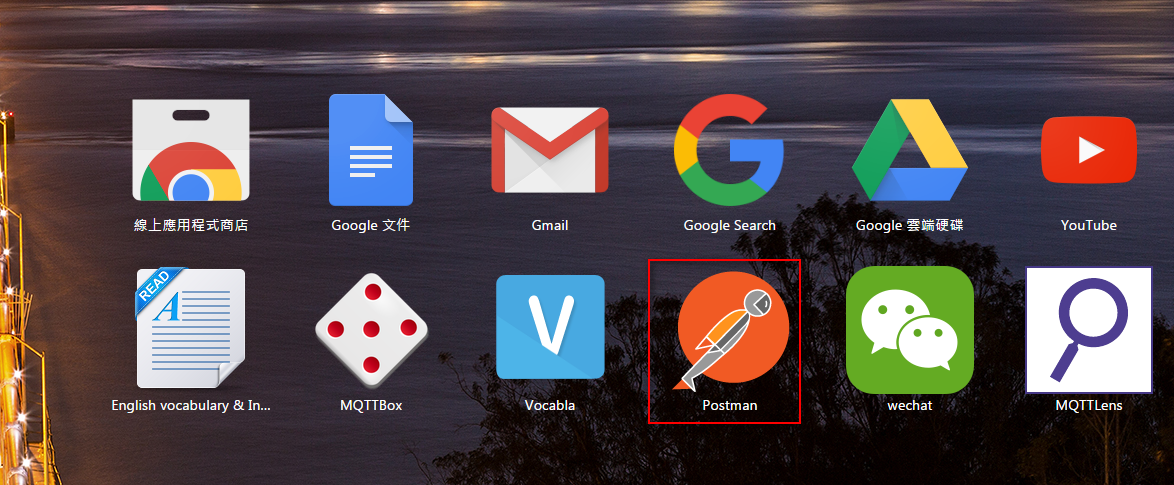 線上應用程式商店
Google 文件
Gmail
Google Search
Google 雲端硬碟
YouTube
READ
A
English vocabulary & In...
MQTTBox
Vocabla
Postman
wechat
MQTTLens